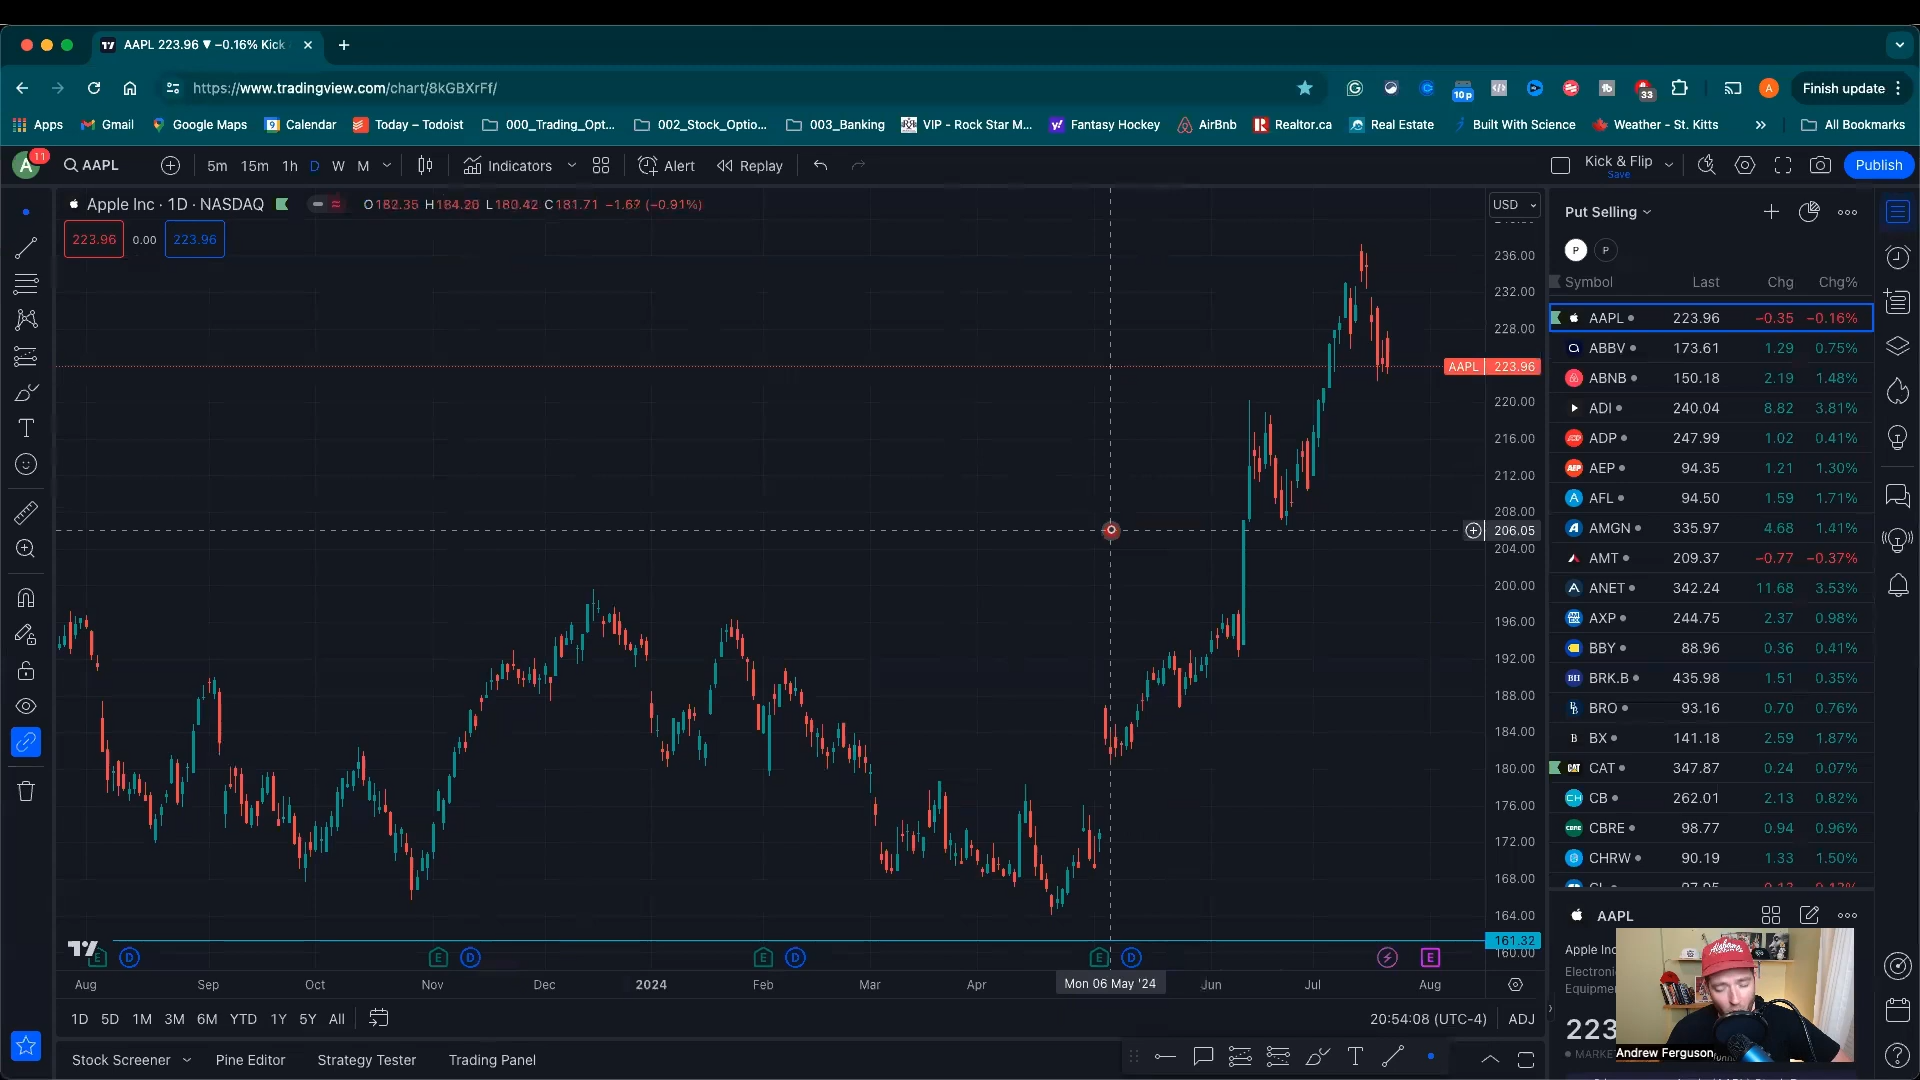 AAPL 223.96 ▼ −0.16% Kick
https://www.tradingview.com/chart/8kGBXrFf/
10 p
33
A
Finish update
Apps
Gmail
Google Maps
Calendar
Today – Todoist
000_Trading_Opt...
002_Stock_Optio...
003_Banking
VIP - Rock Star M...
Fantasy Hockey
AirBnb
Realtor.ca
Real Estate
Built With Science
Weather - St. Kitts
»
All Bookmarks
A 11
AAPL
5m 15m 1h D W M
Indicators
Alert
Replay
Kick & Flip
Save
Publish
Apple Inc · 1D · NASDAQ
O182.35 H184.20 L180.42 C181.71 −1.67 (−0.91%)
223.96 0.00 223.96
USD
236.00
232.00
228.00
AAPL 223.96
220.00
216.00
212.00
208.00
206.05
204.00
200.00
196.00
192.00
188.00
184.00
180.00
176.00
172.00
168.00
164.00
161.32
160.00
E D E D E D E D E
Aug Sep Oct Nov Dec 2024 Feb Mar Apr Mon 06 May '24 Jun Jul Aug
1D 5D 1M 3M 6M YTD 1Y 5Y All
20:54:08 (UTC-4) ADJ
Stock Screener
Pine Editor
Strategy Tester
Trading Panel
Put Selling
P P
Symbol Last Chg Chg%
AAPL 223.96 −0.35 −0.16%
ABBV 173.61 1.29 0.75%
ABNB 150.18 2.19 1.48%
ADI 240.04 8.82 3.81%
ADP 247.99 1.02 0.41%
AEP 94.35 1.21 1.30%
AFL 94.50 1.59 1.71%
AMGN 335.97 4.68 1.41%
AMT 209.37 −0.77 −0.37%
ANET 342.24 11.68 3.53%
AXP 244.75 2.37 0.98%
BBY 88.96 0.36 0.41%
BRK.B 435.98 1.51 0.35%
BRO 93.16 0.70 0.76%
BX 141.18 2.59 1.87%
CAT 347.87 0.24 0.07%
CB 262.01 2.13 0.82%
CBRE 98.77 0.94 0.96%
CHRW 90.19 1.33 1.50%
AAPL
Apple Inc
Electronic
Equipment
223
Andrew Ferguson